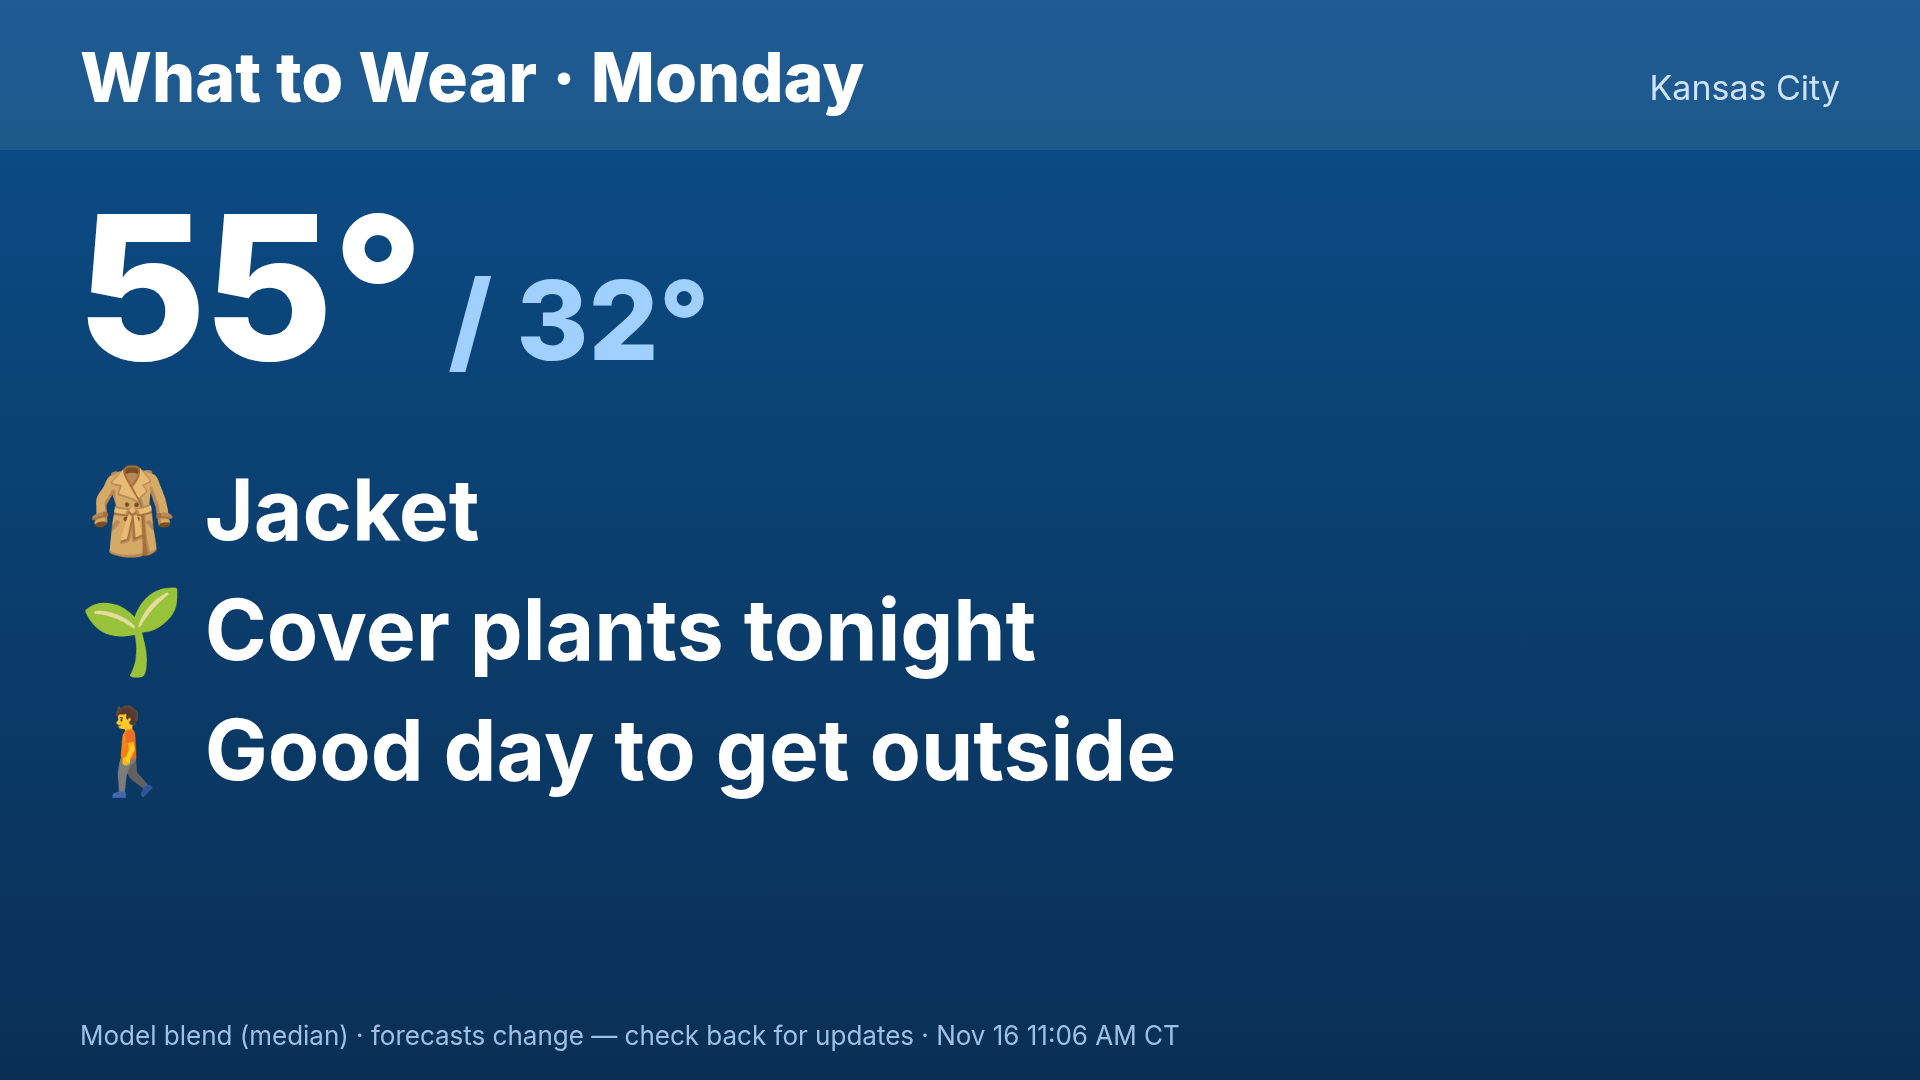 What to Wear · Monday
Kansas City
55° / 32°
Jacket
Cover plants tonight
Good day to get outside
Model blend (median) · forecasts change — check back for updates · Nov 16 11:06 AM CT